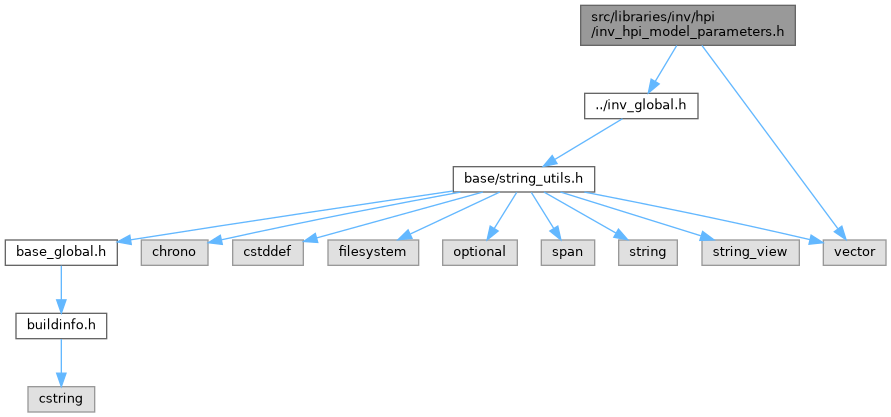 src/libraries/inv/hpi
/inv_hpi_model_parameters.h
../inv_global.h
base/string_utils.h
base_global.h
chrono
cstddef
filesystem
optional
span
string
string_view
vector
buildinfo.h
cstring